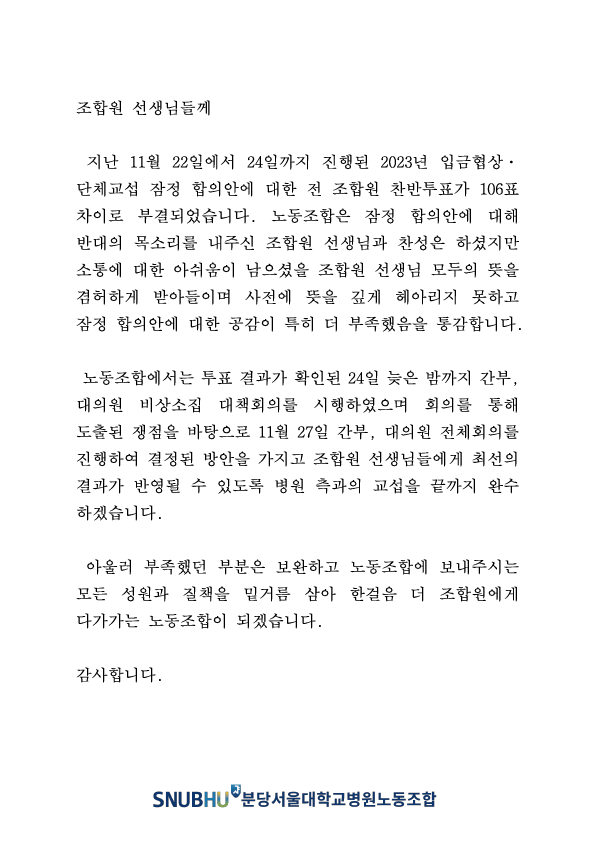 조합원 선생님들께
지난 11월 22일에서 24일까지 진행된 2023년 입금협상·
단체교섭 잠정 합의안에 대한 전 조합원 찬반투표가 106표
차이로 부결되었습니다. 노동조합은 잠정 합의안에 대해
반대의 목소리를 내주신 조합원 선생님과 찬성은 하셨지만
소통에 대한 아쉬움이 남으셨을 조합원 선생님 모두의 뜻을
겸허하게 받아들이며 사전에 뜻을 깊게 헤아리지 못하고
잠정 합의안에 대한 공감이 특히 더 부족했음을 통감합니다.
노동조합에서는 투표 결과가 확인된 24일 늦은 밤까지 간부,
대의원 비상소집 대책회의를 시행하였으며 회의를 통해
도출된 쟁점을 바탕으로 11월 27일 간부, 대의원 전체회의를
진행하여 결정된 방안을 가지고 조합원 선생님들에게 최선의
결과가 반영될 수 있도록 병원 측과의 교섭을 끝까지 완수
하겠습니다.
아울러 부족했던 부분은 보완하고 노동조합에 보내주시는
모든 성원과 질책을 밑거름 삼아 한걸음 더 조합원에게
다가가는 노동조합이 되겠습니다.
감사합니다.
SNUBHU 분당서울대학교병원노동조합